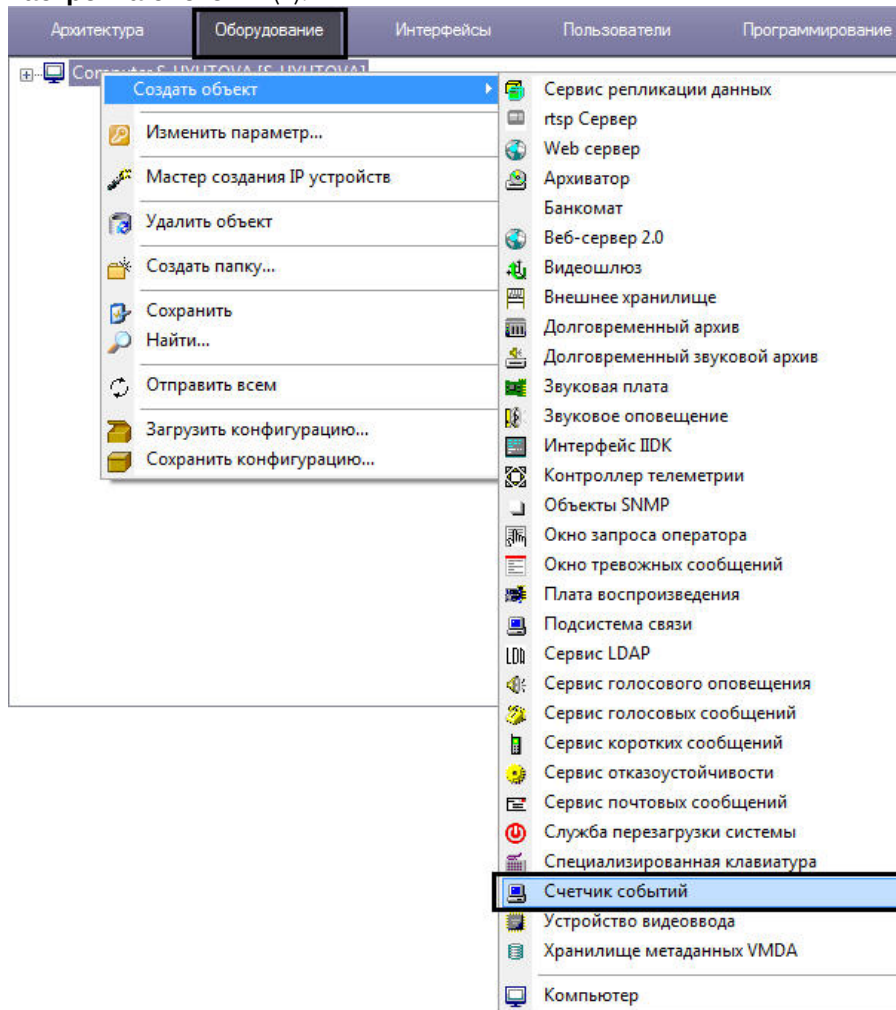 Архитектура Оборудование Интерфейсы Пользователи Программирование
Создать объект
Изменить параметр...
Мастер создания IP устройств
Удалить объект
Создать папку...
Сохранить
Найти...
Отправить всем
Загрузить конфигурацию...
Сохранить конфигурацию...
Сервис репликации данных
rtsp Сервер
Web сервер
Архиватор
Банкомат
Веб-сервер 2.0
Видеошлюз
Внешнее хранилище
Долговременный архив
Долговременный звуковой архив
Звуковая плата
Звуковое оповещение
Интерфейс IIDK
Контроллер телеметрии
Объекты SNMP
Окно запроса оператора
Окно тревожных сообщений
Плата воспроизведения
Подсистема связи
Сервис LDAP
Сервис голосового оповещения
Сервис голосовых сообщений
Сервис коротких сообщений
Сервис отказоустойчивости
Сервис почтовых сообщений
Служба перезагрузки системы
Специализированная клавиатура
Счетчик событий
Устройство видеоввода
Хранилище метаданных VMDA
Компьютер